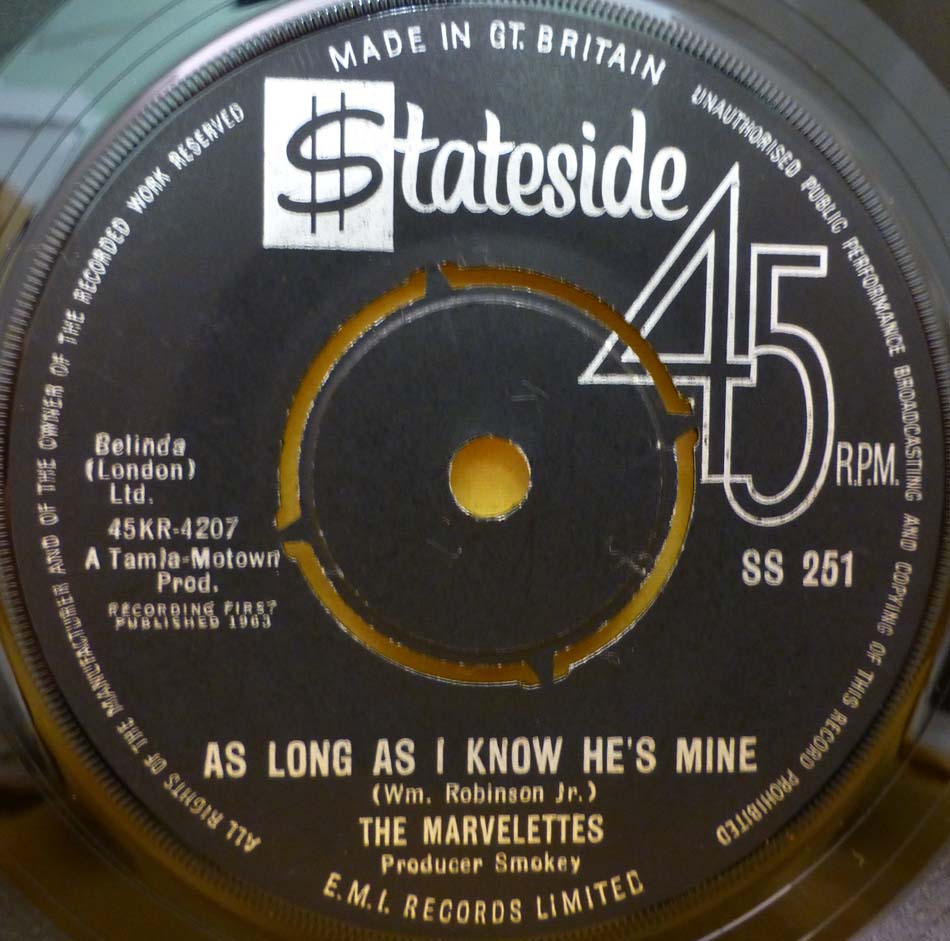 MADE IN GT. BRITAIN
$tateside
45
R.P.M.
UNAUTHORISED PUBLIC PERFORMANCE BROADCASTING AND COPYING OF THIS RECORD PROHIBITED
ALL RIGHTS OF THE MANUFACTURER AND OF THE OWNER OF THE RECORDED WORK RESERVED
Belinda
(London)
Ltd.
45KR-4207
A Tamla-Motown
Prod.
RECORDING FIRST
PUBLISHED 1963
SS 251
AS LONG AS I KNOW HE'S MINE
(Wm. Robinson Jr.)
THE MARVELETTES
Producer Smokey
E.M.I. RECORDS LIMITED